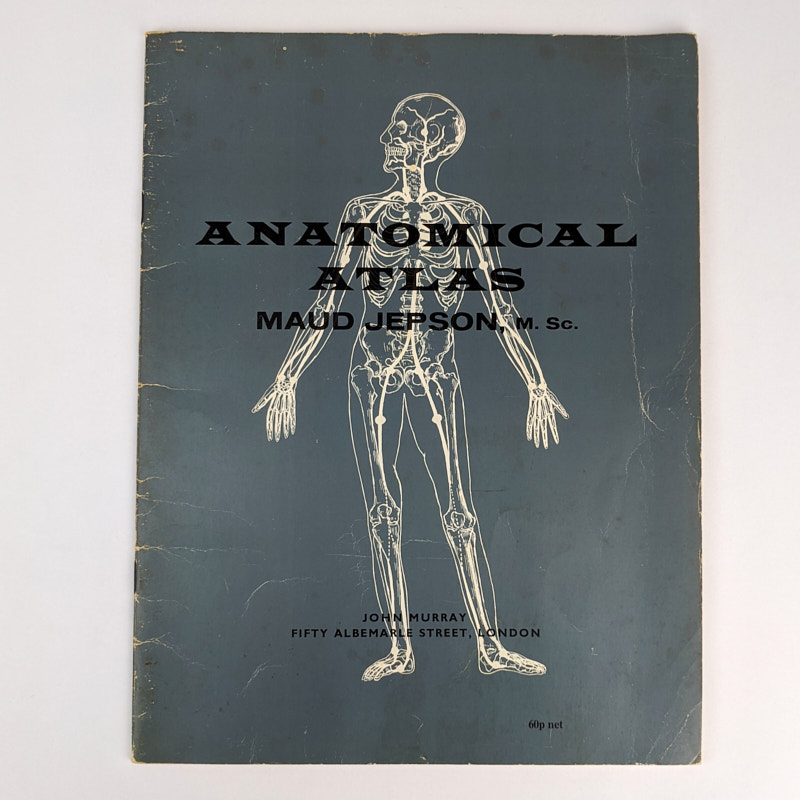 ANATOMICAL
ATLAS
MAUD JEPSON, M. Sc.
JOHN MURRAY
FIFTY ALBEMARLE STREET, LONDON
60p net